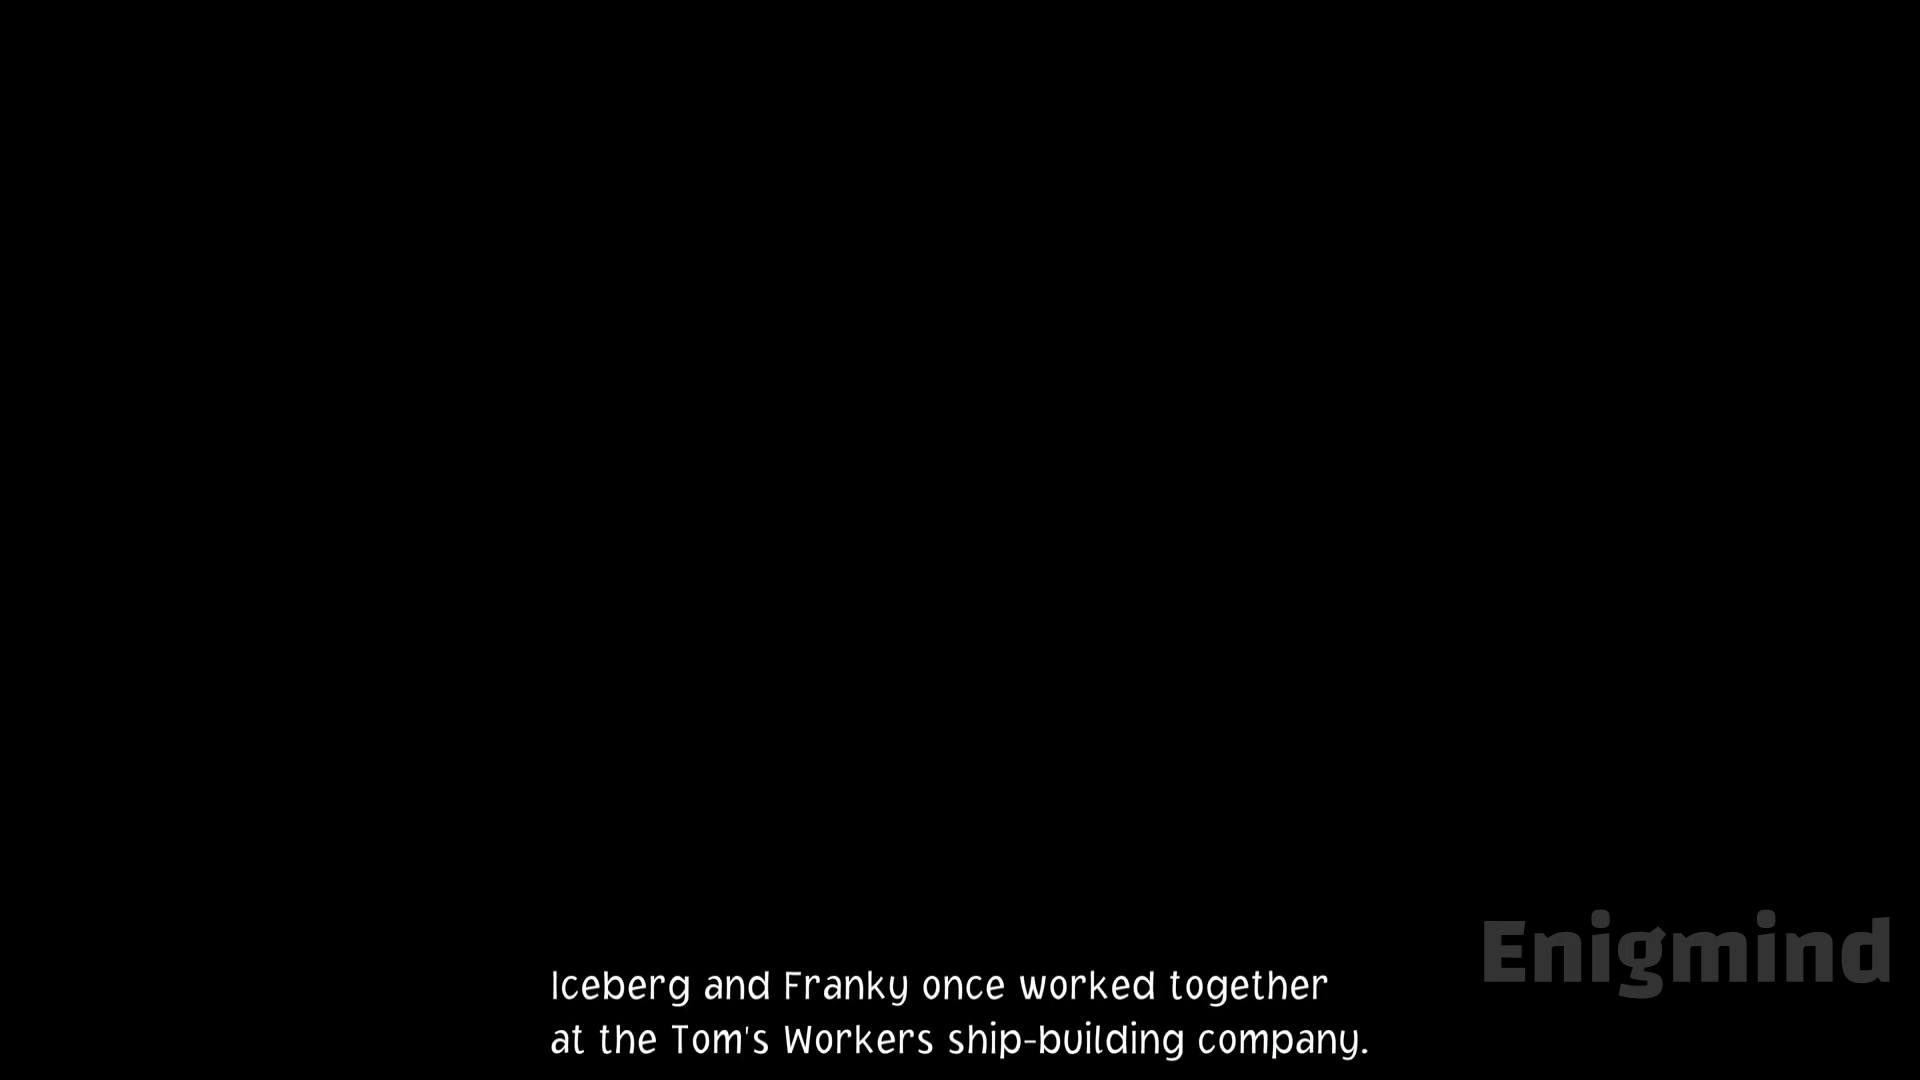 Enigmind
Iceberg and Franky once worked together
at the Tom's Workers ship-building company.